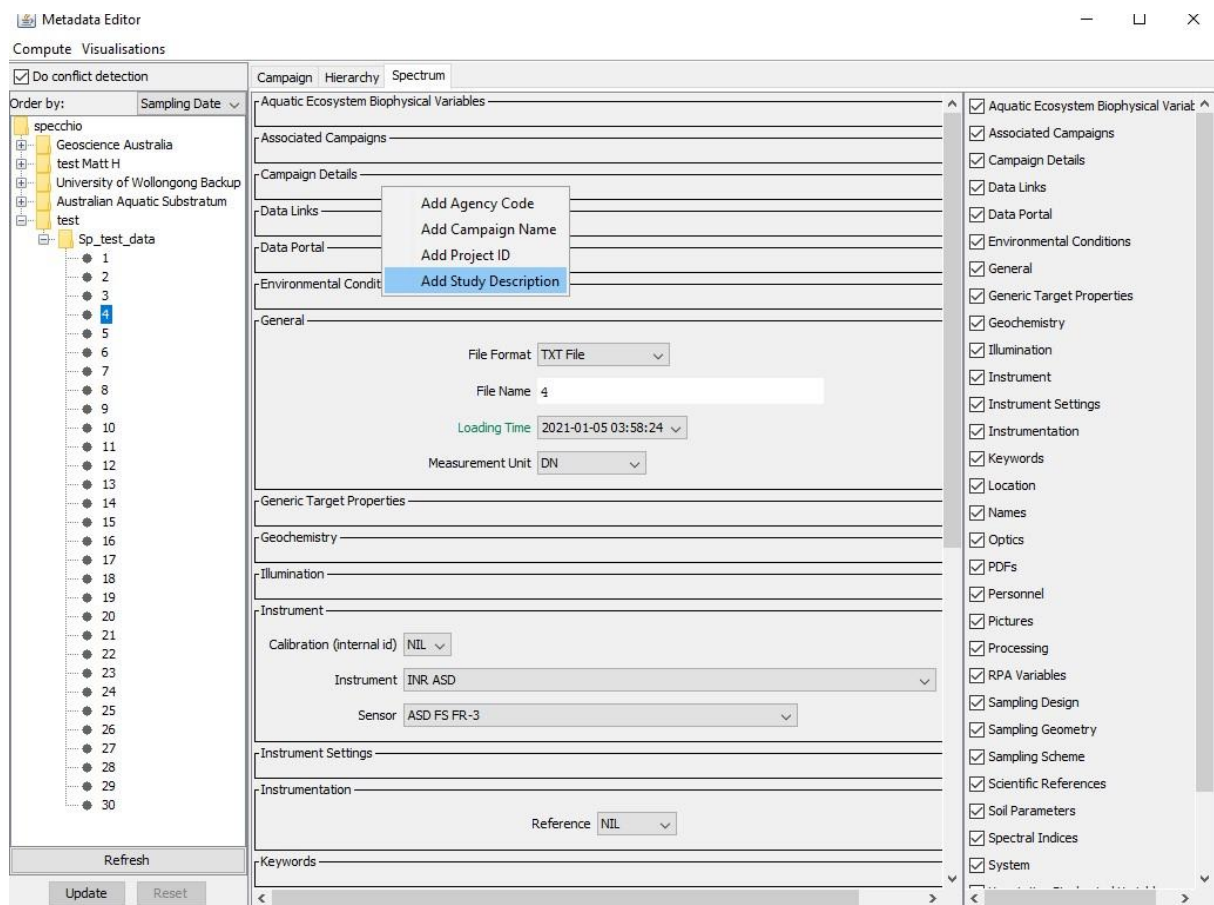 Metadata Editor
Compute Visualisations
Do conflict detection
Order by: Sampling Date
specchio
Geoscience Australia
test Matt H
University of Wollongong Backup
Australian Aquatic Substratum
test
Sp_test_data
1
2
3
4
5
6
7
8
9
10
11
12
13
14
15
16
17
18
19
20
21
22
23
24
25
26
27
28
29
30
Refresh
Update Reset
Campaign Hierarchy Spectrum
Aquatic Ecosystem Biophysical Variables
Associated Campaigns
Campaign Details
Data Links
Data Portal
Environmental Condit
Add Agency Code
Add Campaign Name
Add Project ID
Add Study Description
General
File Format TXT File
File Name 4
Loading Time 2021-01-05 03:58:24
Measurement Unit DN
Generic Target Properties
Geochemistry
Illumination
Instrument
Calibration (internal id) NIL
Instrument INR ASD
Sensor ASD FS FR-3
Instrument Settings
Instrumentation
Reference NIL
Keywords
Aquatic Ecosystem Biophysical Variab
Associated Campaigns
Campaign Details
Data Links
Data Portal
Environmental Conditions
General
Generic Target Properties
Geochemistry
Illumination
Instrument
Instrument Settings
Instrumentation
Keywords
Location
Names
Optics
PDFs
Personnel
Pictures
Processing
RPA Variables
Sampling Design
Sampling Geometry
Sampling Scheme
Scientific References
Soil Parameters
Spectral Indices
System